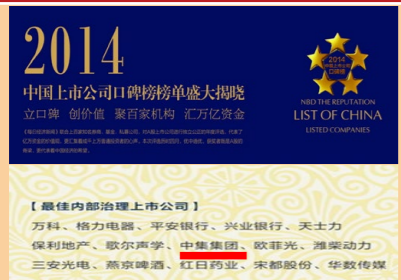 2014
中国上市公司口碑榜榜单盛大揭晓
立口碑 创价值 聚百家机构 汇万亿资金
2014
口碑榜
NBD THE REPUTATION
LIST OF CHINA
LISTED COMPANIES
【最佳内部治理上市公司】
万科、格力电器、平安银行、兴业银行、天士力
保利地产、歌尔声学、中集集团、欧菲光、潍柴动力
三安光电、燕京啤酒、红日药业、宋都股份、华数传媒